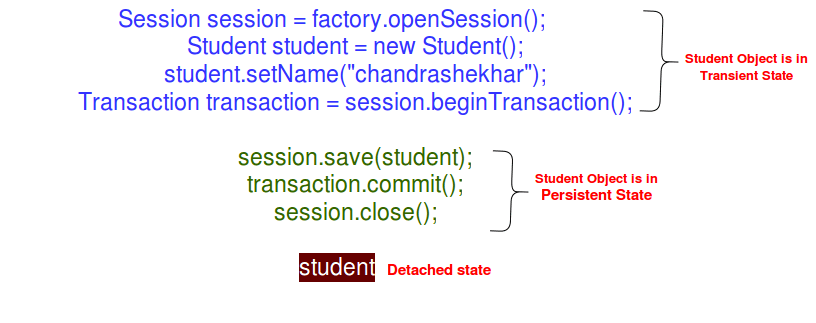 Session session = factory.openSession();
Student student = new Student();
student.setName("chandrashekhar");
Transaction transaction = session.beginTransaction();
Student Object is in
Transient State
session.save(student);
transaction.commit();
session.close();
Student Object is in
Persistent State
student Detached state